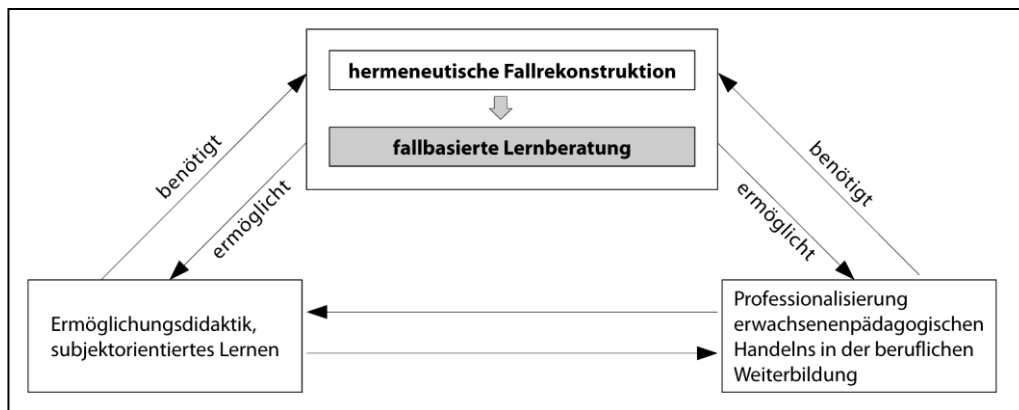 hermeneutische Fallrekonstruktion
fallbasierte Lernberatung
benötigt
ermöglicht
benötigt
ermöglicht
Ermöglichungsdidaktik,
subjektorientiertes Lernen
Professionalisierung
erwachsenenpädagogischen
Handelns in der beruflichen
Weiterbildung